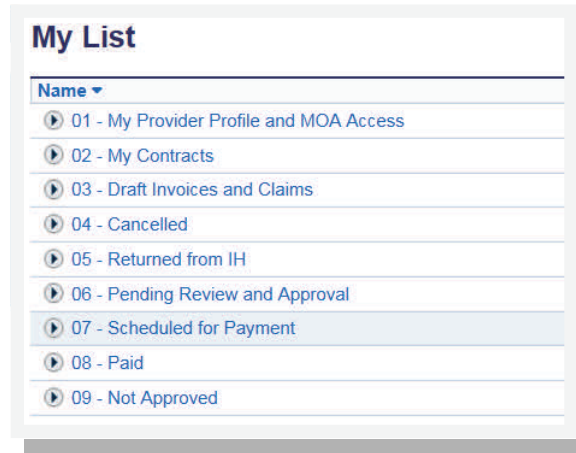 My List
Name
01 - My Provider Profile and MOA Access
02 - My Contracts
03 - Draft Invoices and Claims
04 - Cancelled
05 - Returned from IH
06 - Pending Review and Approval
07 - Scheduled for Payment
08 - Paid
09 - Not Approved